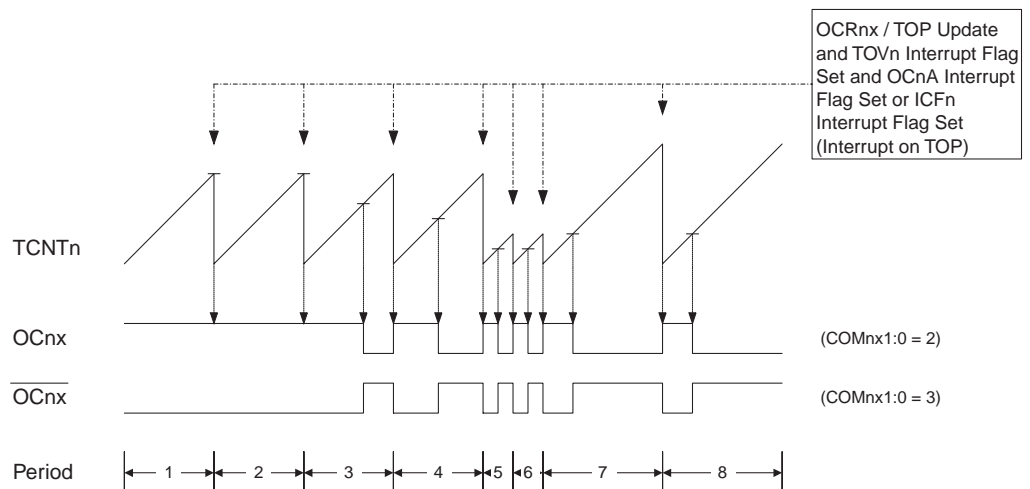 OCRnx / TOP Update
and TOVn Interrupt Flag
Set and OCnA Interrupt
Flag Set or ICFn
Interrupt Flag Set
(Interrupt on TOP)
TCNTn
OCnx
(COMnx1:0 = 2)
OCnx
(COMnx1:0 = 3)
Period
1 2 3 4 5 6 7 8